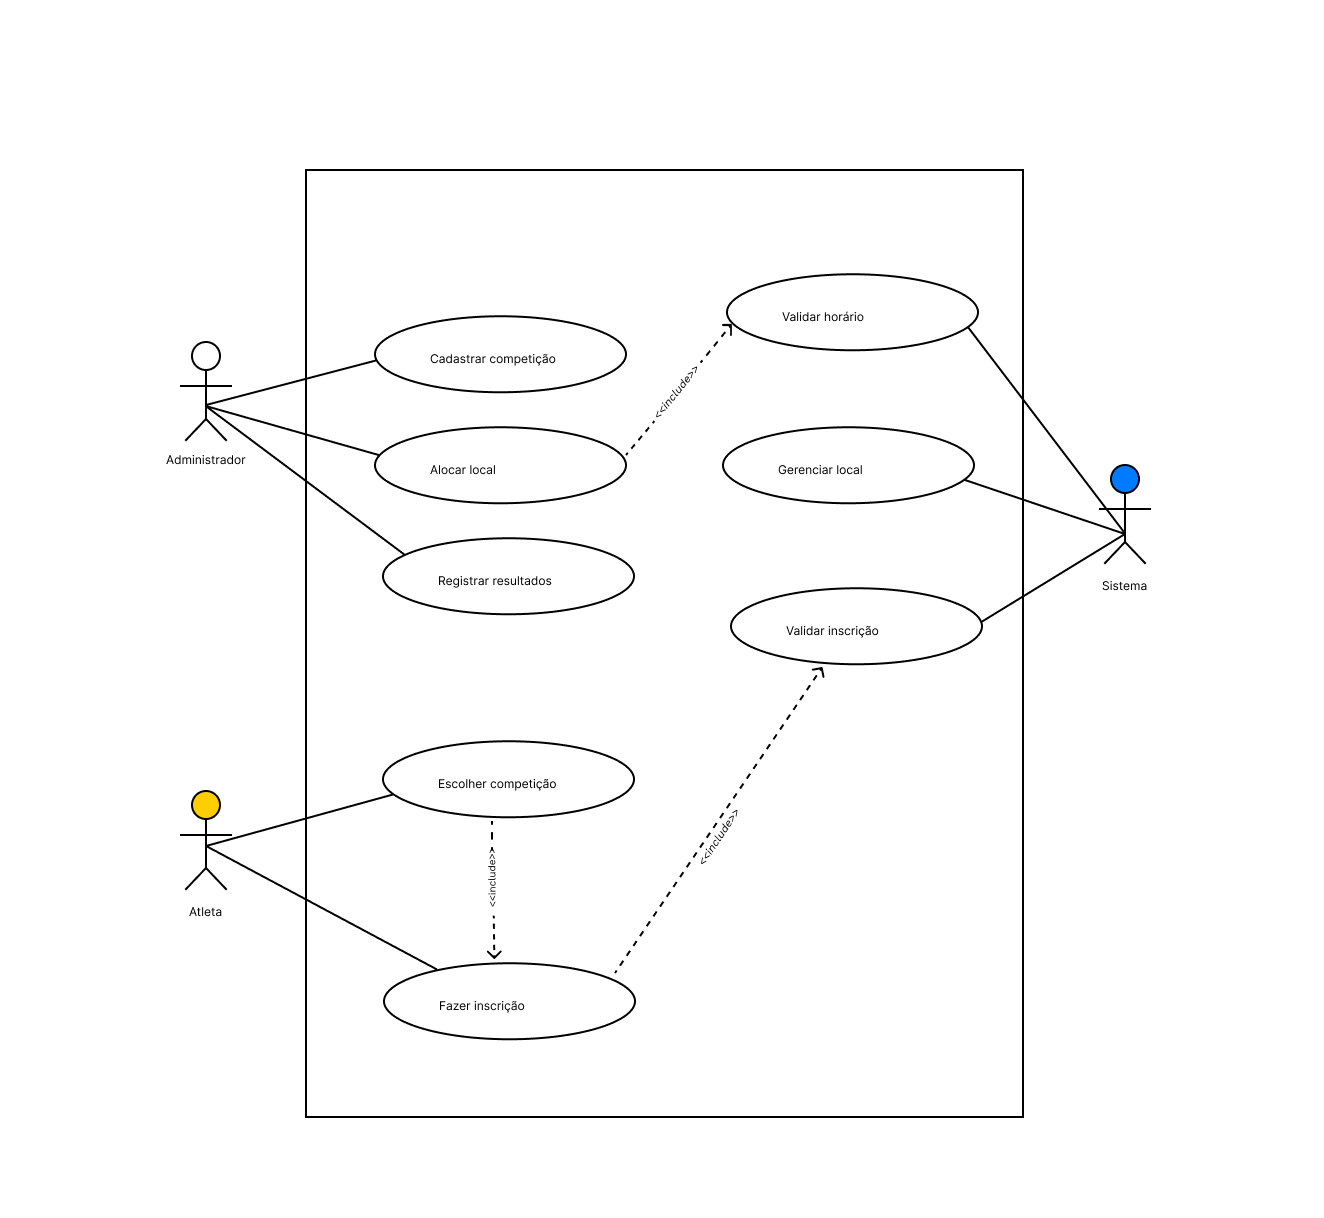 Validar horário
Cadastrar competição
<<include>>
Administrador
Alocar local
Gerenciar local
Registrar resultados
Sistema
Validar inscrição
Escolher competição
<<include>>
<<include>>
Atleta
Fazer inscrição